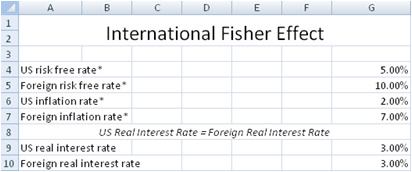 A B C D E F G
1
2 International Fisher Effect
3
4 US risk free rate* 5.00%
5 Foreign risk free rate* 10.00%
6 US inflation rate* 2.00%
7 Foreign inflation rate* 7.00%
8 US Real Interest Rate = Foreign Real Interest Rate
9 US real interest rate 3.00%
10 Foreign real interest rate 3.00%